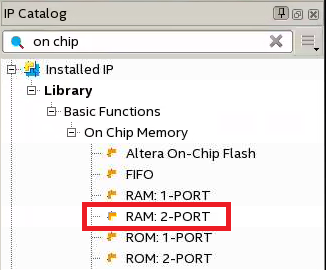 IP Catalog
on chip
Installed IP
Library
Basic Functions
On Chip Memory
Altera On-Chip Flash
FIFO
RAM: 1-PORT
RAM: 2-PORT
ROM: 1-PORT
ROM: 2-PORT